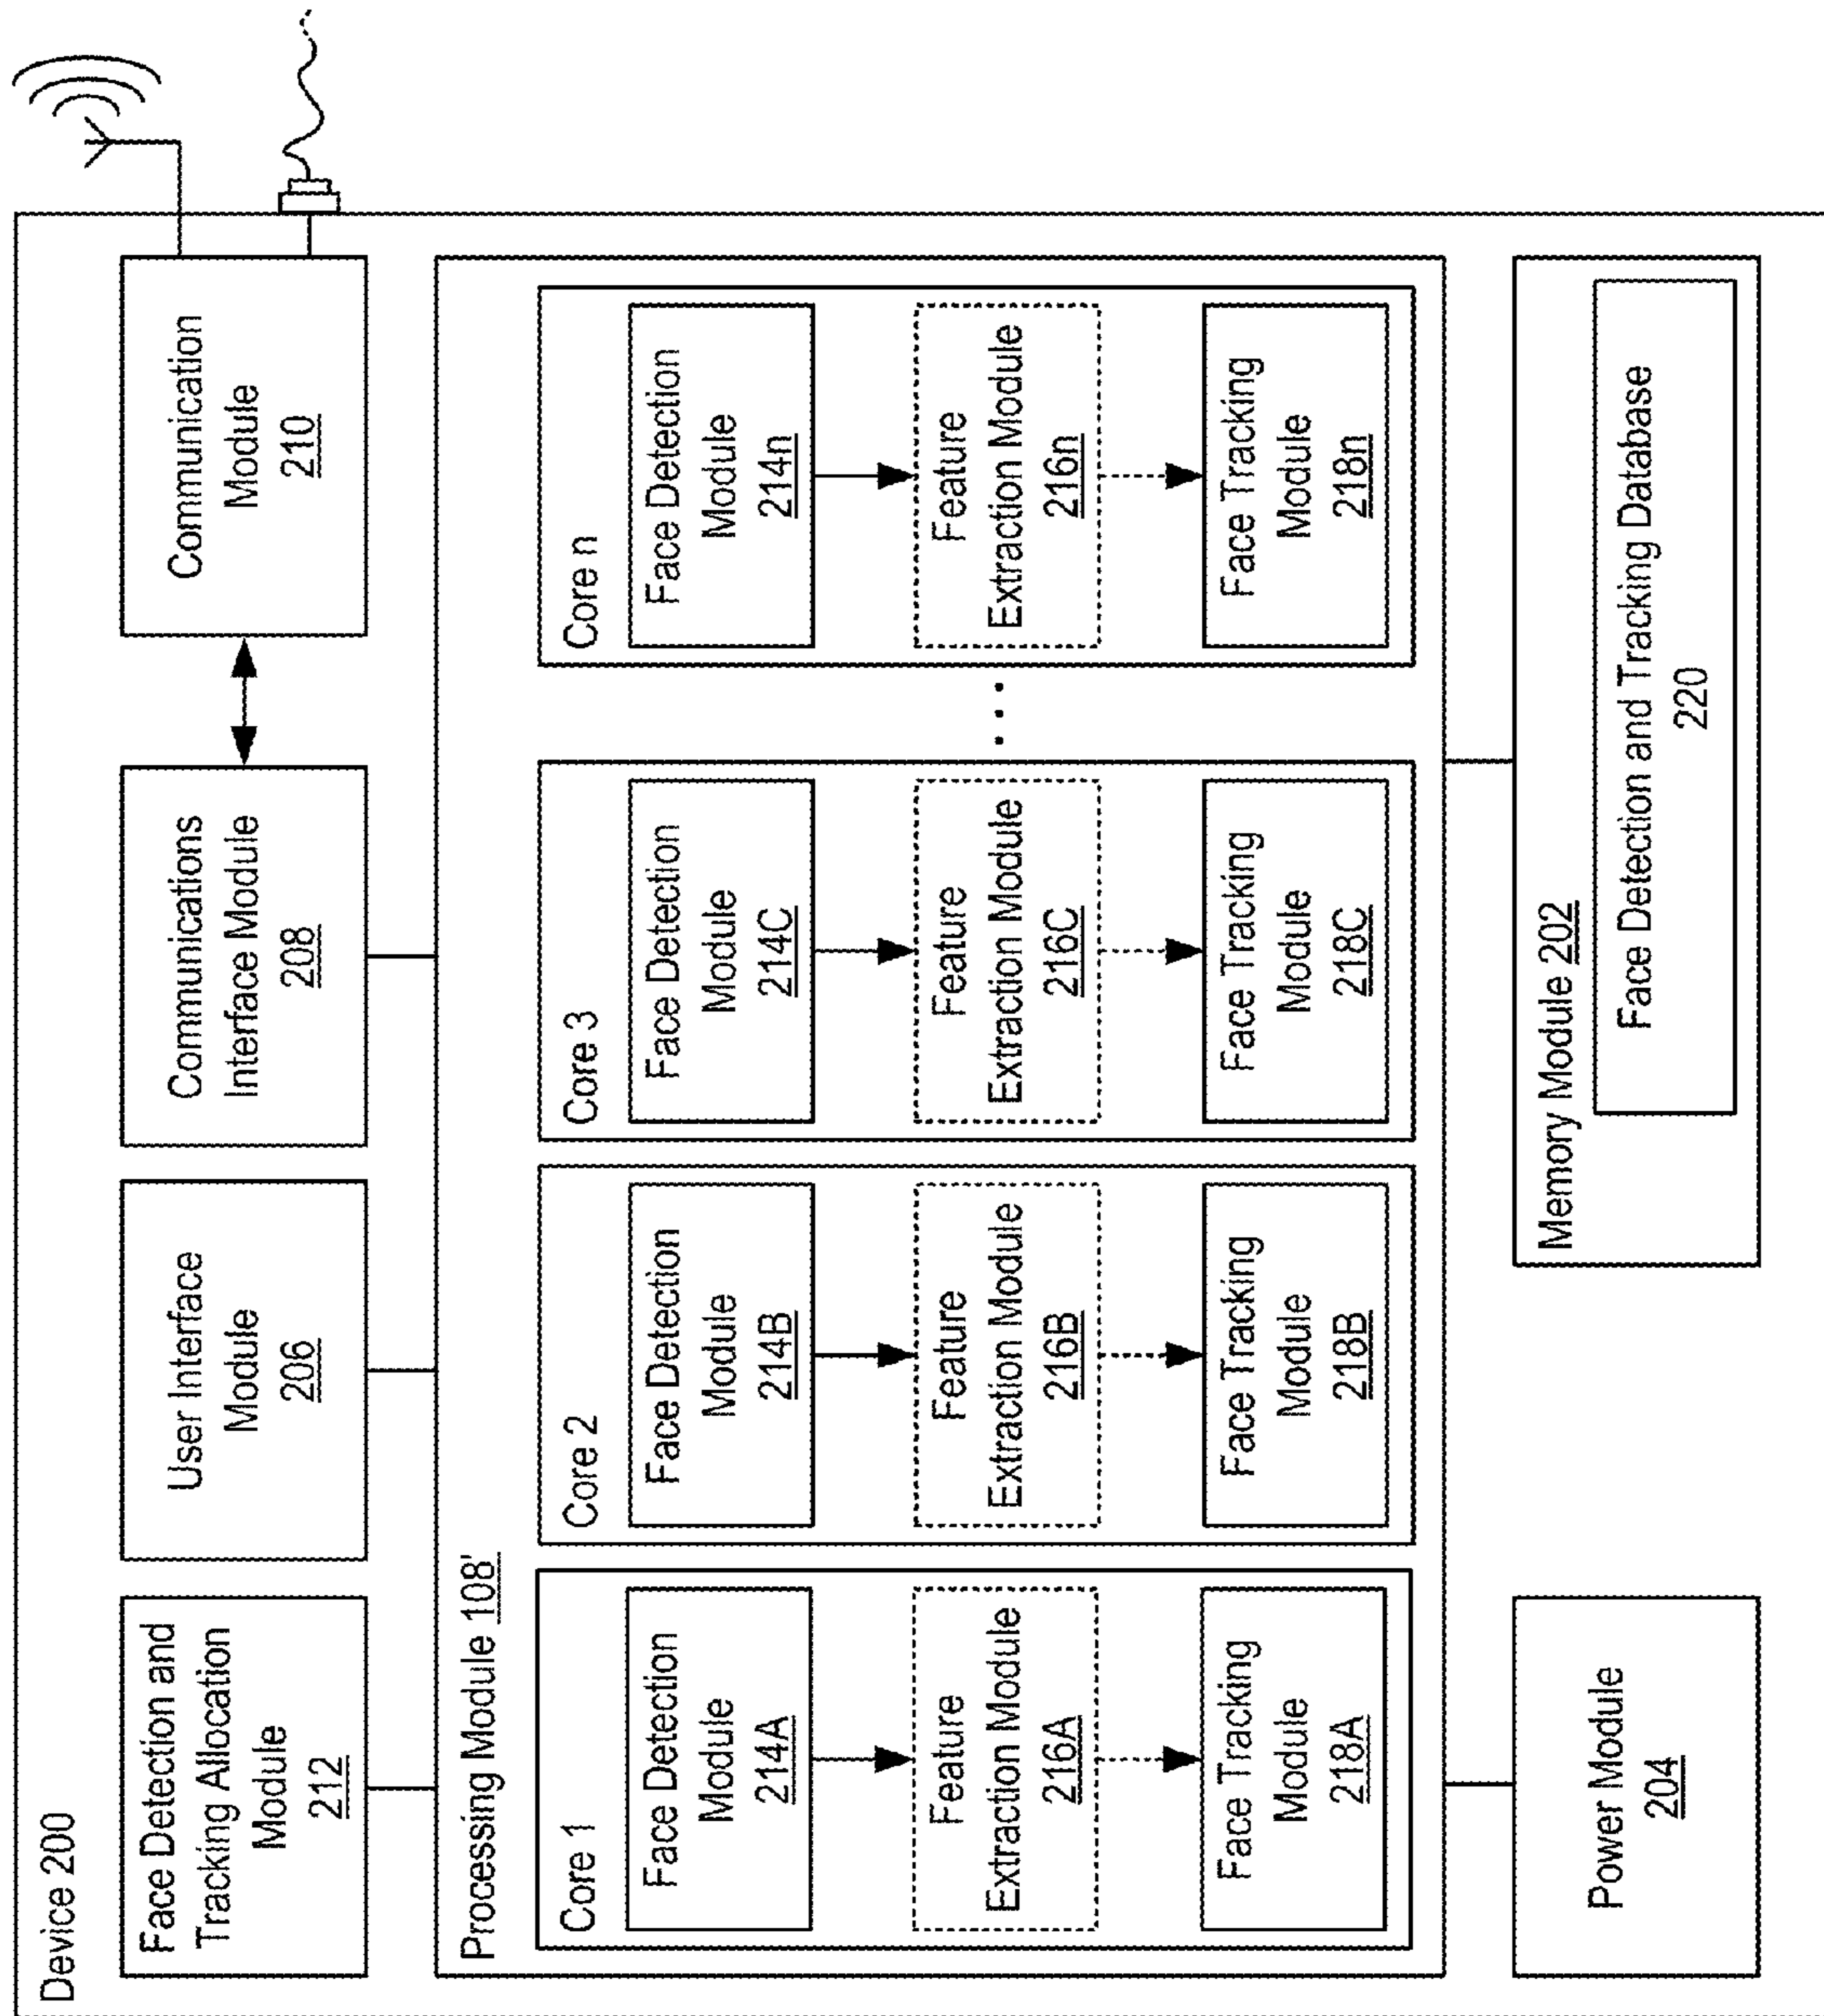 Device 200
Face Detection and
Tracking Allocation
Module
212
User Interface
Module
206
Communications
Interface Module
208
Communication
Module
210
Processing Module 108'
Core 1
Face Detection
Module
214A
Feature
Extraction Module
216A
Face Tracking
Module
218A
Core 2
Face Detection
Module
214B
Feature
Extraction Module
216B
Face Tracking
Module
218B
Core 3
Face Detection
Module
214C
Feature
Extraction Module
216C
Face Tracking
Module
218C
...
Core n
Face Detection
Module
214n
Feature
Extraction Module
216n
Face Tracking
Module
218n
Power Module
204
Memory Module 202
Face Detection and Tracking Database
220